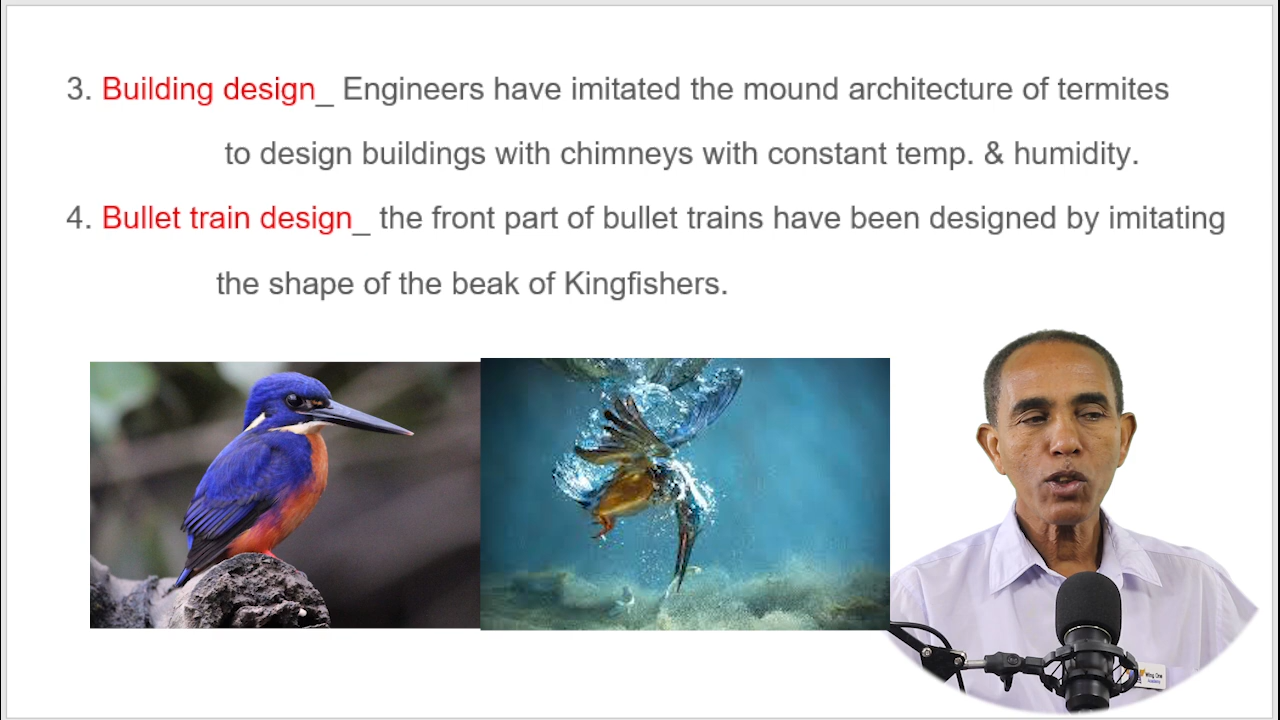 3. Building design_ Engineers have imitated the mound architecture of termites
to design buildings with chimneys with constant temp. & humidity.
4. Bullet train design_ the front part of bullet trains have been designed by imitating
the shape of the beak of Kingfishers.
Wing One